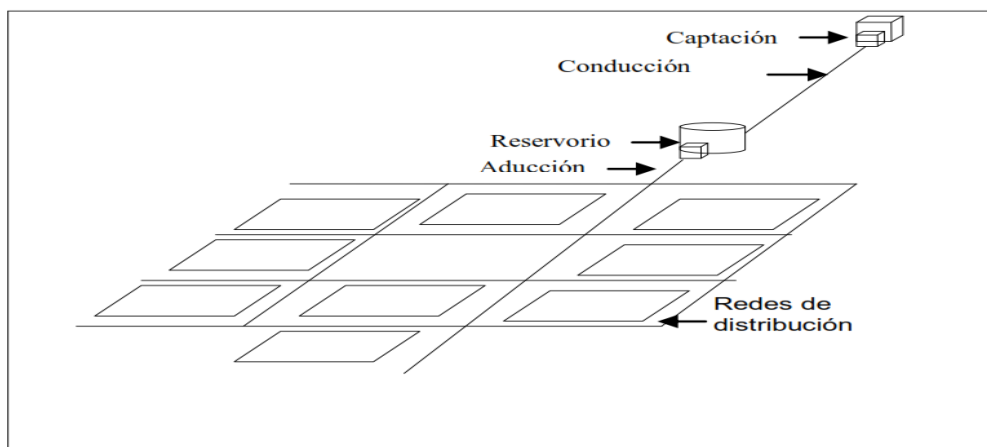 Captación
Conducción
Reservorio
Aducción
Redes de
distribución